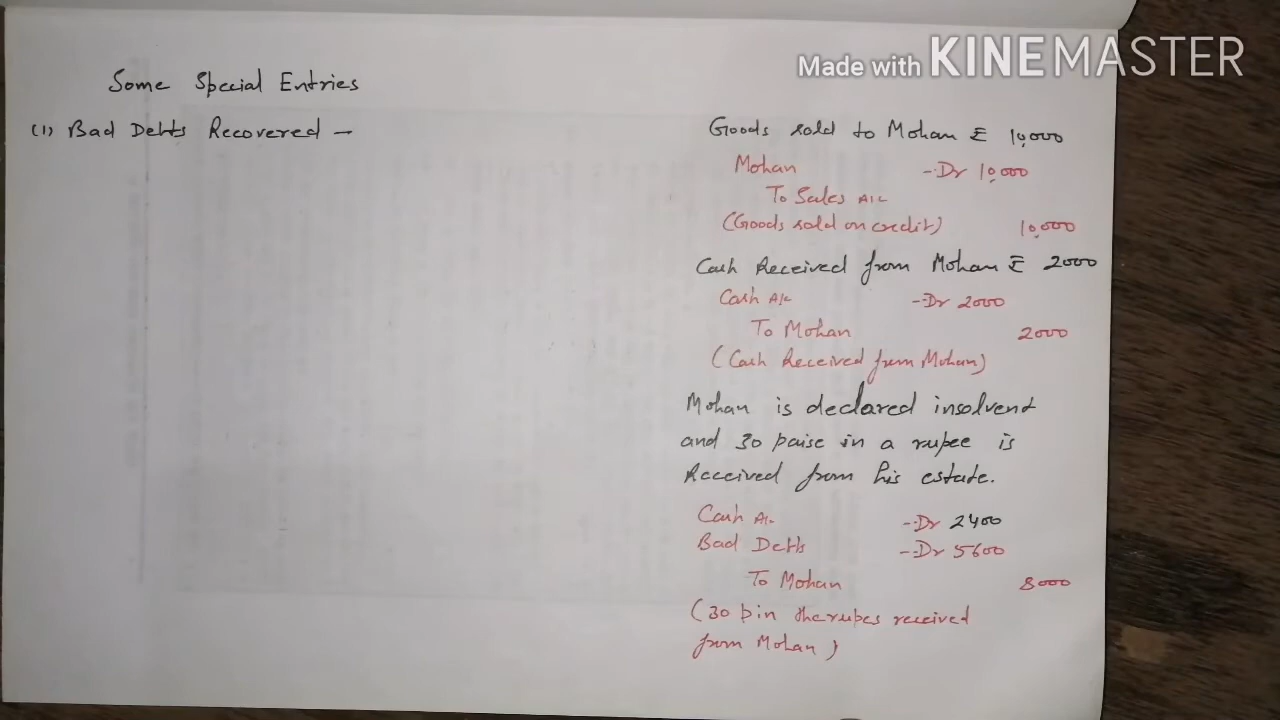 Made with KINEMASTER
Some Special Entries
(1) Bad Debts Recovered —
Goods sold to Mohan ₹ 10,000
Mohan --Dr 10,000
To Sales A/c
(Goods sold on credit) 10,000
Cash Received from Mohan ₹ 2000
Cash A/c --Dr 2000
To Mohan 2000
(Cash Received from Mohan)
Mohan is declared insolvent
and 30 paise in a rupee is
Received from his estate.
Cash A/c --Dr 2400
Bad Debts --Dr 5600
To Mohan 8000
(30 p in the rupes received
from Mohan)